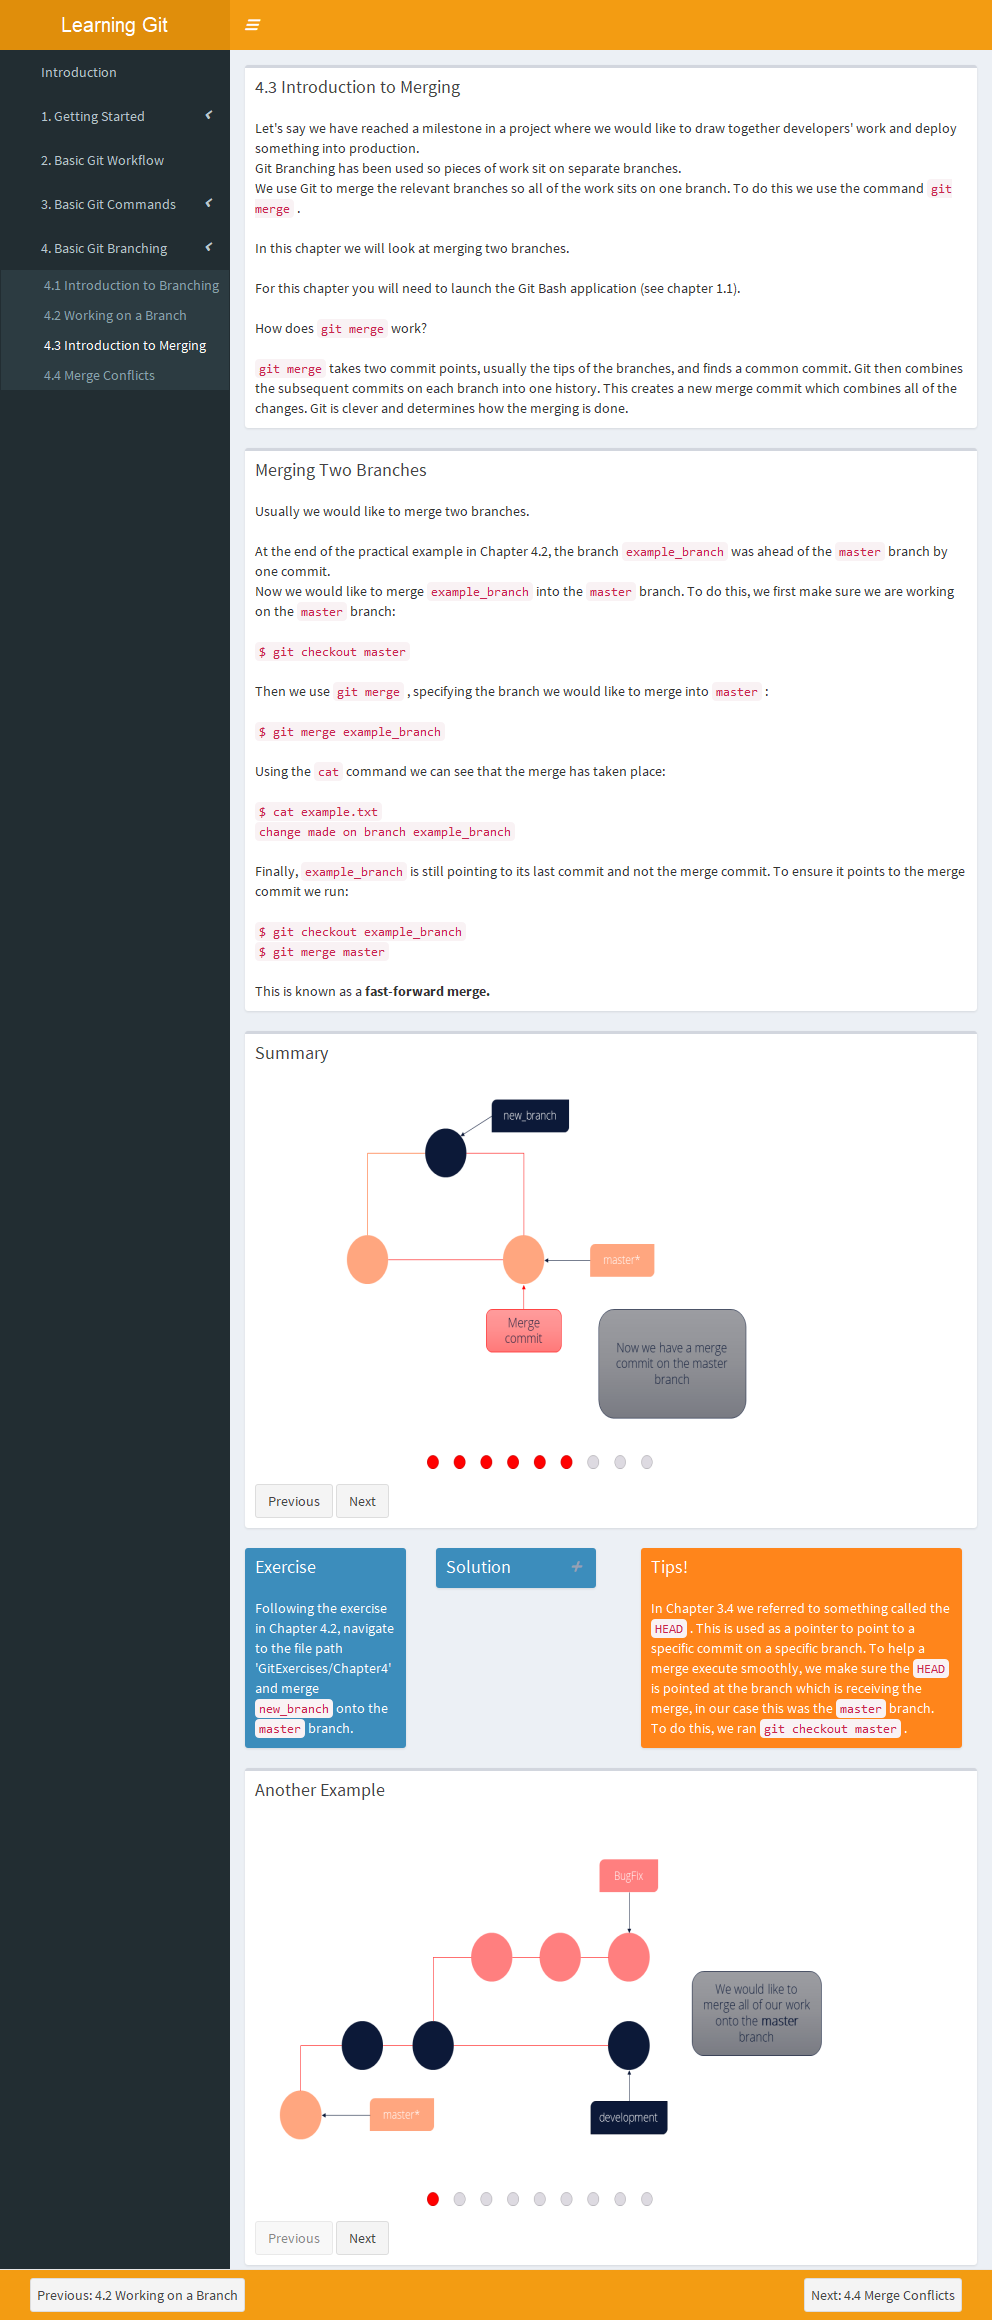 Learning Git
Introduction
1. Getting Started
2. Basic Git Workflow
3. Basic Git Commands
4. Basic Git Branching
4.1 Introduction to Branching
4.2 Working on a Branch
4.3 Introduction to Merging
4.4 Merge Conflicts
4.3 Introduction to Merging
Let's say we have reached a milestone in a project where we would like to draw together developers' work and deploy
something into production.
Git Branching has been used so pieces of work sit on separate branches.
We use Git to merge the relevant branches so all of the work sits on one branch. To do this we use the command git
merge .
In this chapter we will look at merging two branches.
For this chapter you will need to launch the Git Bash application (see chapter 1.1).
How does git merge work?
git merge takes two commit points, usually the tips of the branches, and finds a common commit. Git then combines
the subsequent commits on each branch into one history. This creates a new merge commit which combines all of the
changes. Git is clever and determines how the merging is done.
Merging Two Branches
Usually we would like to merge two branches.
At the end of the practical example in Chapter 4.2, the branch example_branch was ahead of the master branch by
one commit.
Now we would like to merge example_branch into the master branch. To do this, we first make sure we are working
on the master branch:
$ git checkout master
Then we use git merge , specifying the branch we would like to merge into master :
$ git merge example_branch
Using the cat command we can see that the merge has taken place:
$ cat example.txt
change made on branch example_branch
Finally, example_branch is still pointing to its last commit and not the merge commit. To ensure it points to the merge
commit we run:
$ git checkout example_branch
$ git merge master
This is known as a fast-forward merge.
Summary
new_branch
master*
Merge
commit
Now we have a merge
commit on the master
branch
Previous
Next
Exercise
Following the exercise
in Chapter 4.2, navigate
to the file path
'GitExercises/Chapter4'
and merge
new_branch onto the
master branch.
Solution
Tips!
In Chapter 3.4 we referred to something called the
HEAD . This is used as a pointer to point to a
specific commit on a specific branch. To help a
merge execute smoothly, we make sure the HEAD
is pointed at the branch which is receiving the
merge, in our case this was the master branch.
To do this, we ran git checkout master .
Another Example
BugFix
We would like to
merge all of our work
onto the master
branch
master*
development
Previous
Next
Previous: 4.2 Working on a Branch
Next: 4.4 Merge Conflicts